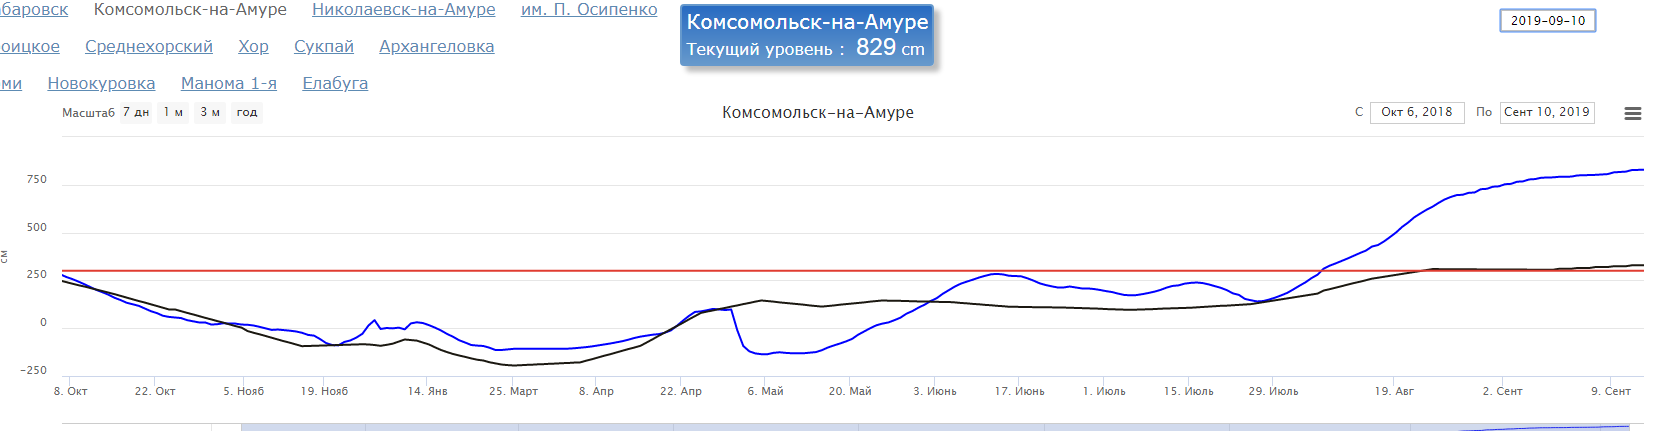 абаровск Комсомольск-на-Амуре Николаевск-на-Амуре им. П. Осипенко
оицкое Среднехорский Хор Сукпай Архангеловка
ми Новокуровка Манома 1-я Елабуга
Комсомольск-на-Амуре
Текущий уровень : 829 cm
2019-09-10
Масштаб 7 дн 1 м 3 м год
Комсомольск-на-Амуре
С Окт 6, 2018 По Сент 10, 2019
см
750
500
250
0
-250
8. Окт 22. Окт 5. Нояб 19. Нояб 14. Янв 25. Март 8. Апр 22. Апр 6. Май 20. Май 3. Июнь 17. Июнь 1. Июль 15. Июль 29. Июль 19. Авг 2. Сент 9. Сент